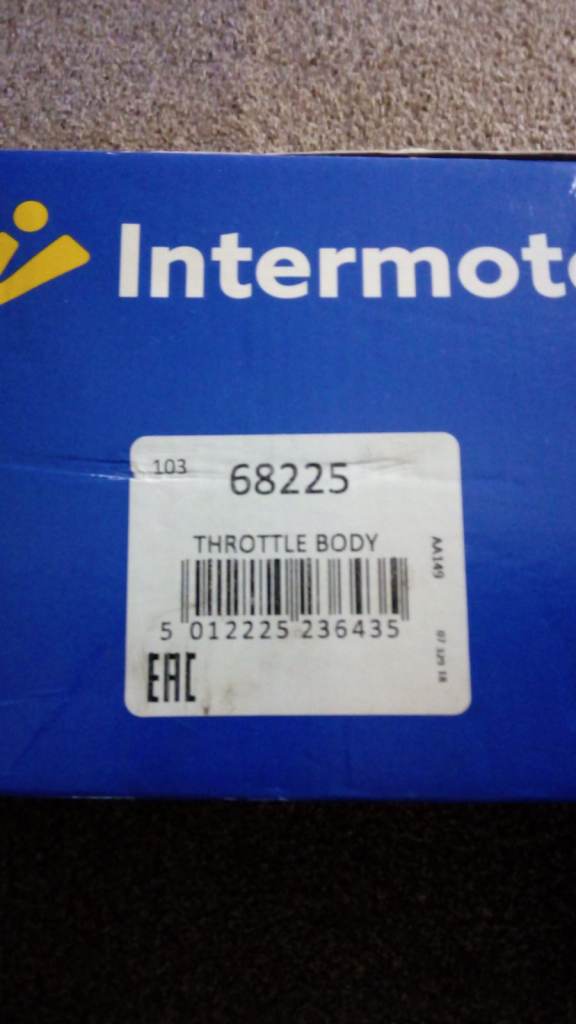 Intermot
103
68225
THROTTLE BODY
5 012225 236435
EAC
AA149